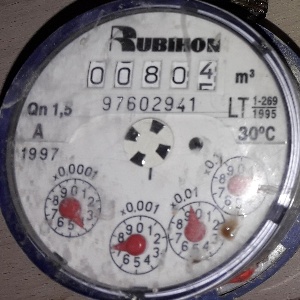 RUBIKON
00804 m³
97602941
Qn 1,5
LT 1-269 1995
A
30°C
1997
x0,0001
x0,001
x0,01
x0,1